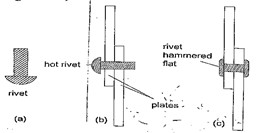 rivet
(a)
hot rivet
(b)
plates
rivet
hammered
flat
(c)